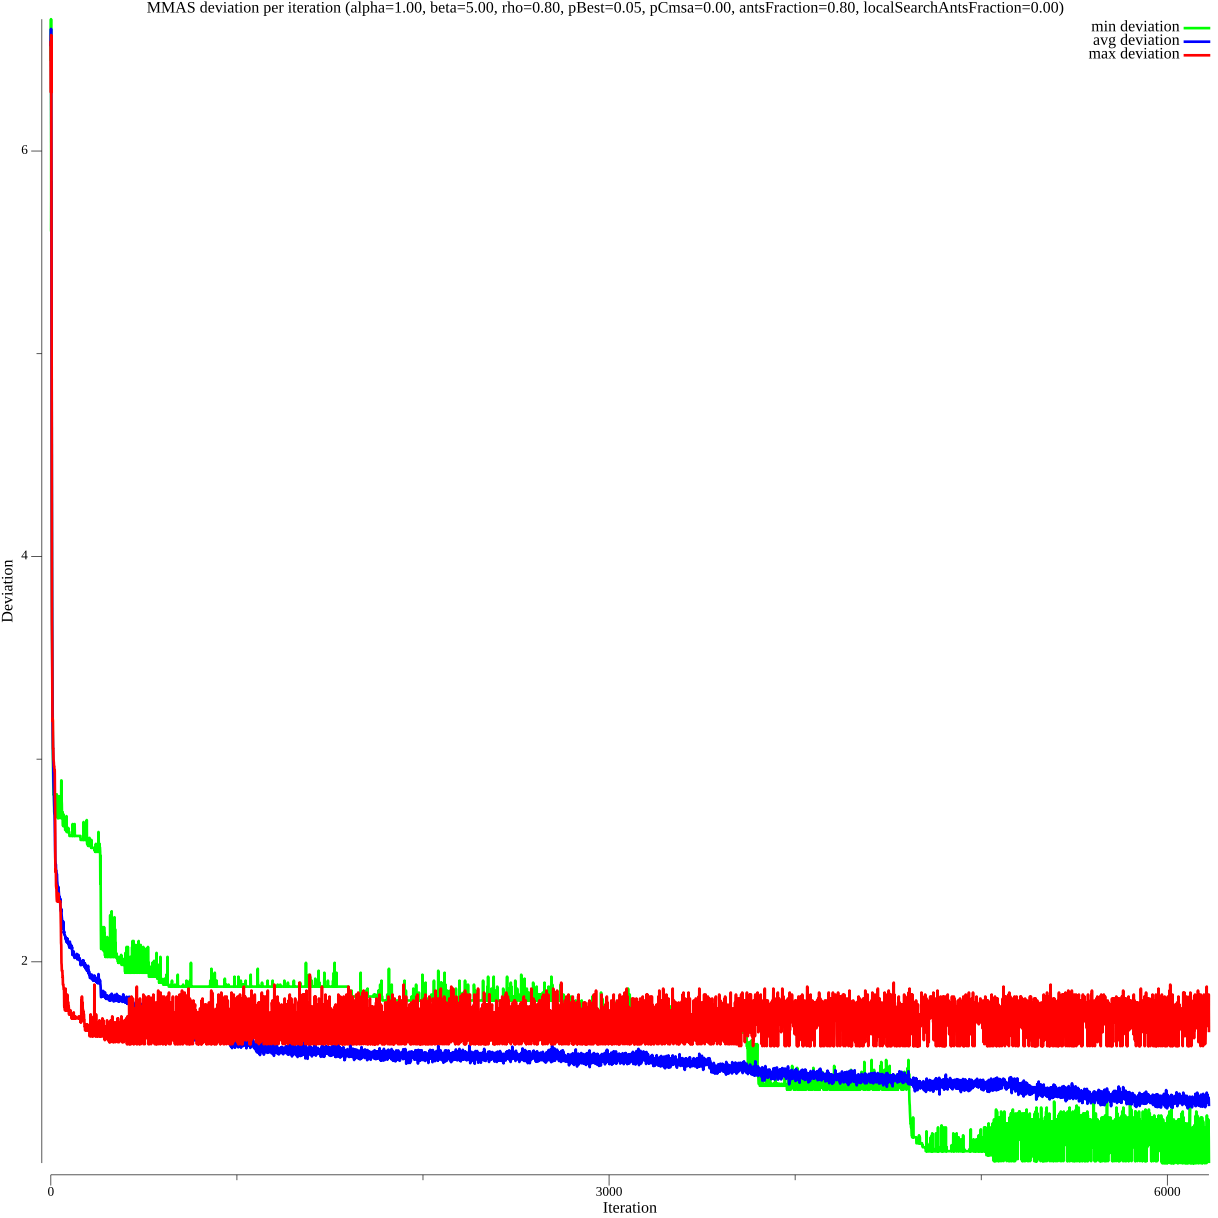 MMAS deviation per iteration (alpha=1.00, beta=5.00, rho=0.80, pBest=0.05, pCmsa=0.00, antsFraction=0.80, localSearchAntsFraction=0.00)
min deviation
avg deviation
max deviation
6
4
2
Deviation
0
3000
6000
Iteration